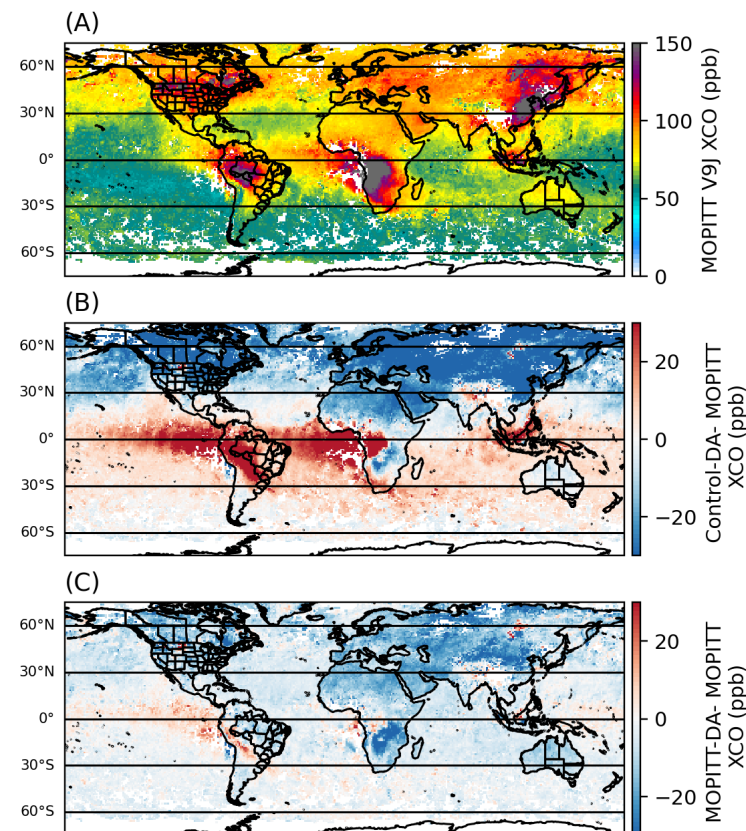 (A)
60°N
30°N
0°
30°S
60°S
150
100
50
0
MOPITT V9J XCO (ppb)
(B)
60°N
30°N
0°
30°S
60°S
20
0
−20
Control-DA- MOPITT
XCO (ppb)
(C)
60°N
30°N
0°
30°S
60°S
20
0
−20
MOPITT-DA- MOPITT
XCO (ppb)